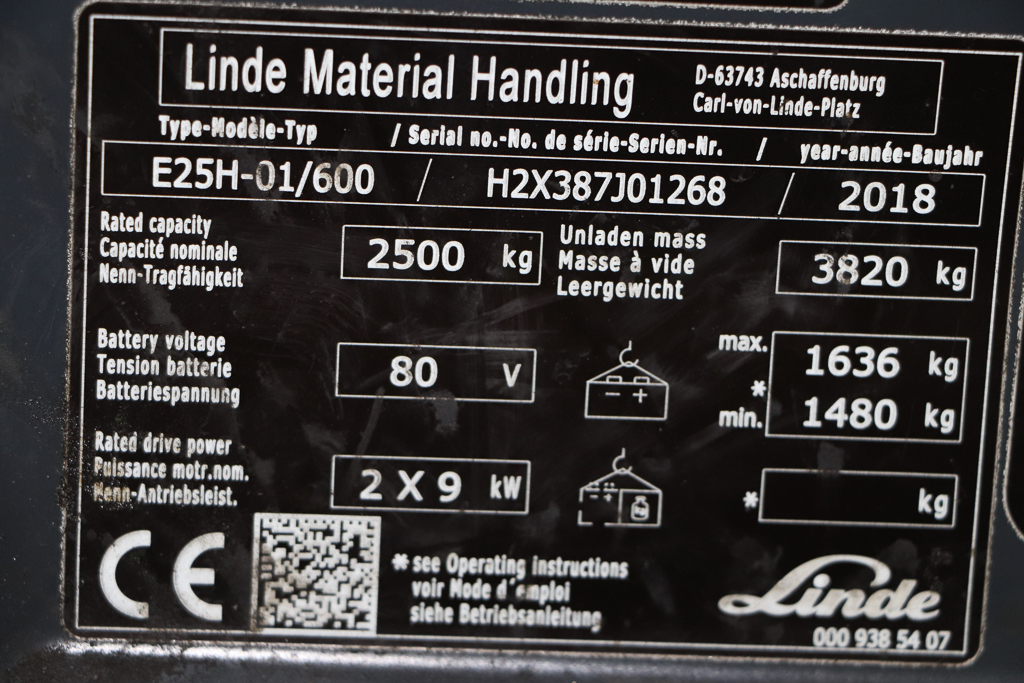 Linde Material Handling
D-63743 Aschaffenburg
Carl-von-Linde-Platz
Type-Modèle-Typ / Serial no.-No. de série-Serien-Nr. / year-année-Baujahr
E25H-01/600 / H2X387J01268 / 2018
Rated capacity
Capacité nominale
Nenn-Tragfähigkeit
2500 kg
Unladen mass
Masse à vide
Leergewicht
3820 kg
Battery voltage
Tension batterie
Batteriespannung
80 V
max. 1636 kg
*
min. 1480 kg
Rated drive power
Puissance motr.nom.
Nenn-Antriebsleist.
2 X 9 kW
* kg
CE
* see Operating instructions
voir Mode d'emploi
siehe Betriebsanleitung
Linde
000 938 54 07